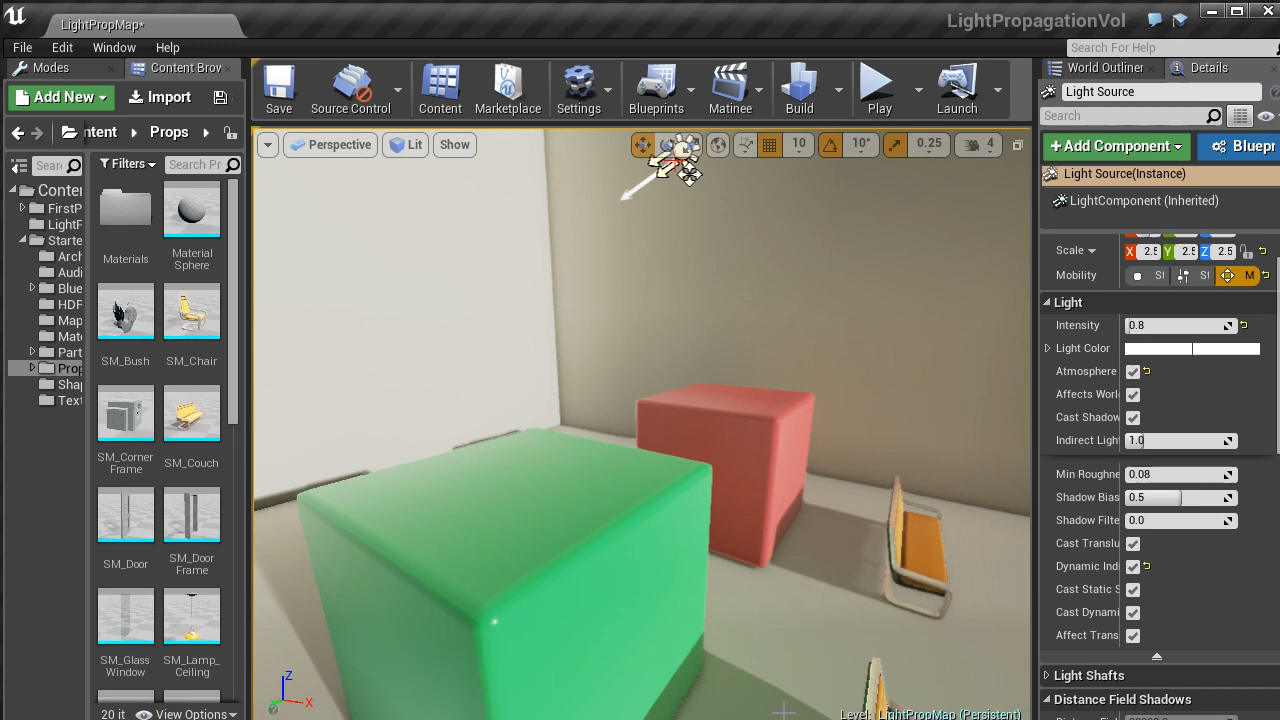 LightPropMap*
LightPropagationVol
File Edit Window Help
Search For Help
Modes
Content Brov
World Outliner
Details
Add New
Import
Save
Source Control
Content
Marketplace
Settings
Blueprints
Matinee
Build
Play
Launch
Light Source
Search
ntent
Props
Perspective
Lit
Show
10
10°
0.25
4
Add Component
Bluepr
Filters
Search Pr
Light Source(Instance)
LightComponent (Inherited)
Conten
FirstP
LightF
Starte
Arch
Audi
Blue
HDF
Map
Mate
Part
Prop
Shap
Text
Materials
Material
Sphere
SM_Bush
SM_Chair
SM_Corner
Frame
SM_Couch
SM_Door
SM_Door
Frame
SM_Glass
Window
SM_Lamp_
Ceiling
20 it
View Options
Scale X 2.5 Y 2.5 Z 2.5
Mobility St St M
Light
Intensity 0.8
Light Color
Atmosphere
Affects Worl
Cast Shadow
Indirect Light 1.0
Min Roughne 0.08
Shadow Bias 0.5
Shadow Filte 0.0
Cast Translu
Dynamic Indi
Cast Static S
Cast Dynami
Affect Trans
Light Shafts
Distance Field Shadows
Z
X
Level: LightPropMap (Persistent)